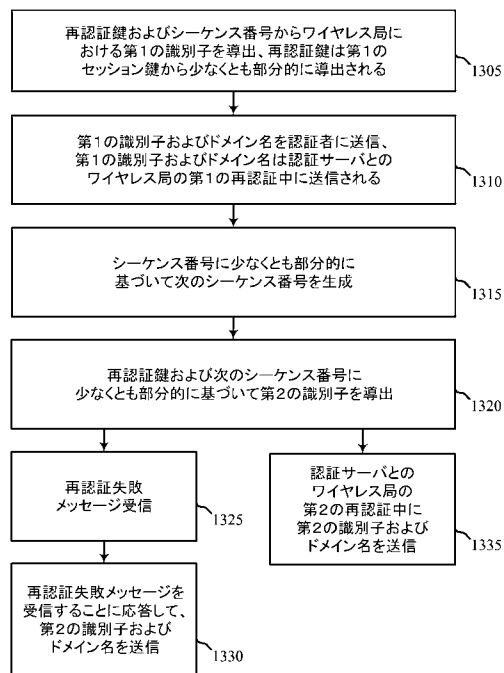 再認証鍵およびシーケンス番号からワイヤレス局に
おける第1の識別子を導出、再認証鍵は第1の
セッション鍵から少なくとも部分的に導出される
1305
第1の識別子およびドメイン名を認証者に送信、
第1の識別子およびドメイン名は認証サーバとの
ワイヤレス局の第1の再認証中に送信される
1310
シーケンス番号に少なくとも部分的に
基づいて次のシーケンス番号を生成
1315
再認証鍵および次のシーケンス番号に
少なくとも部分的に基づいて第2の識別子を導出
1320
再認証失敗
メッセージ受信
1325
認証サーバとの
ワイヤレス局の
第2の再認証中に
第2の識別子および
ドメイン名を送信
1335
再認証失敗メッセージを
受信することに応答して、
第2の識別子および
ドメイン名を送信
1330